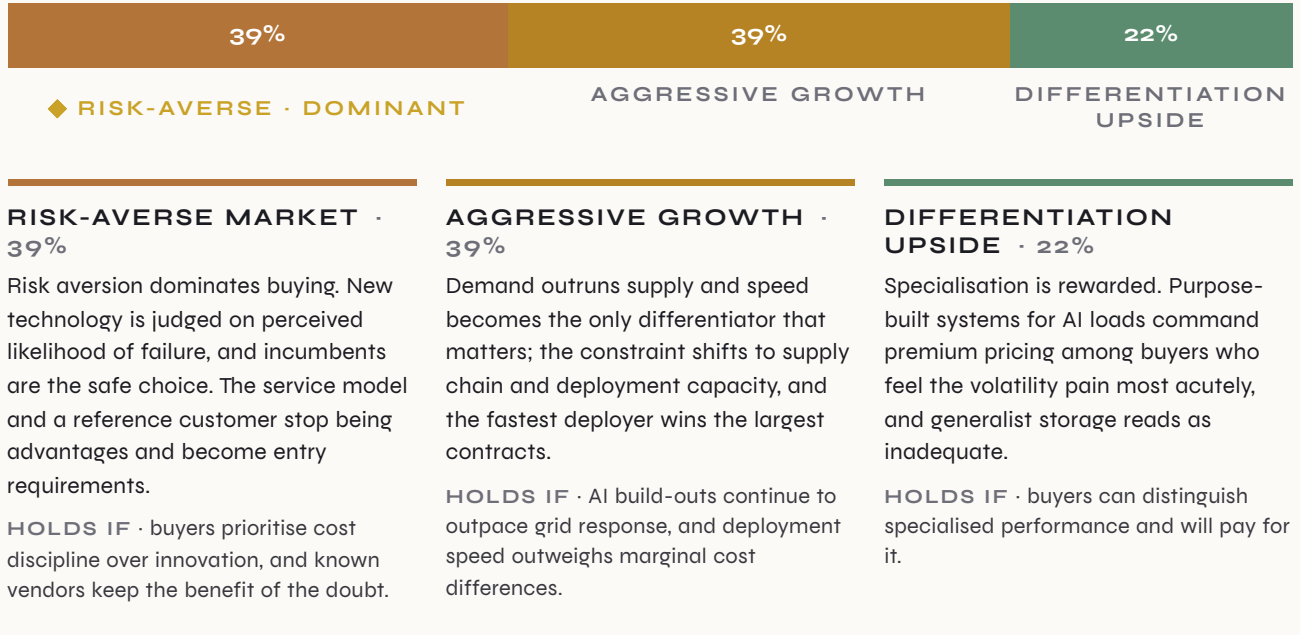 39%
39%
22%
◆ RISK-AVERSE · DOMINANT
AGGRESSIVE GROWTH
DIFFERENTIATION
UPSIDE
RISK-AVERSE MARKET ·
39%
Risk aversion dominates buying. New
technology is judged on perceived
likelihood of failure, and incumbents
are the safe choice. The service model
and a reference customer stop being
advantages and become entry
requirements.
HOLDS IF · buyers prioritise cost
discipline over innovation, and known
vendors keep the benefit of the doubt.
AGGRESSIVE GROWTH ·
39%
Demand outruns supply and speed
becomes the only differentiator that
matters; the constraint shifts to supply
chain and deployment capacity, and
the fastest deployer wins the largest
contracts.
HOLDS IF · AI build-outs continue to
outpace grid response, and deployment
speed outweighs marginal cost
differences.
DIFFERENTIATION
UPSIDE · 22%
Specialisation is rewarded. Purpose-
built systems for AI loads command
premium pricing among buyers who
feel the volatility pain most acutely,
and generalist storage reads as
inadequate.
HOLDS IF · buyers can distinguish
specialised performance and will pay for
it.